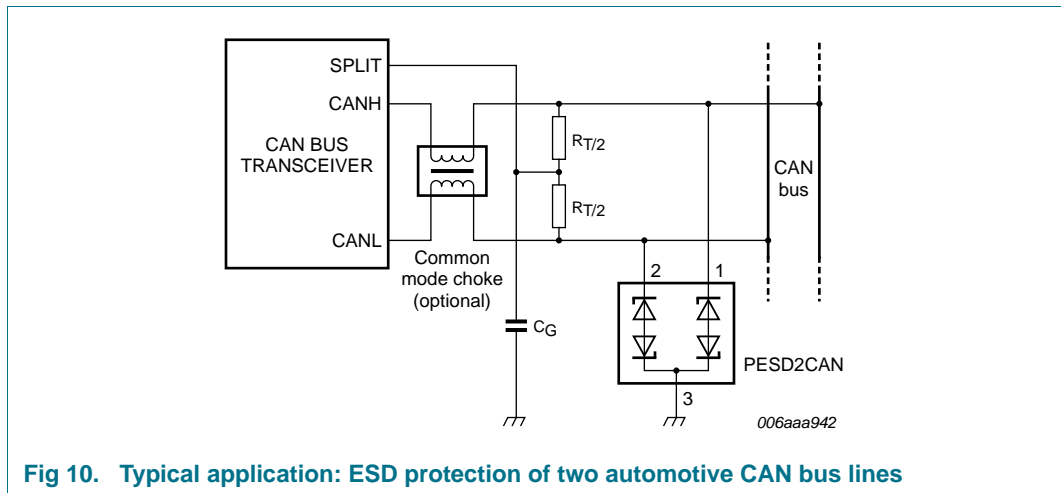 SPLIT
CANH
CAN BUS
TRANSCEIVER
CANL
Common
mode choke
(optional)
RT/2
RT/2
CG
CAN
bus
2
1
3
PESD2CAN
006aaa942
Fig 10. Typical application: ESD protection of two automotive CAN bus lines